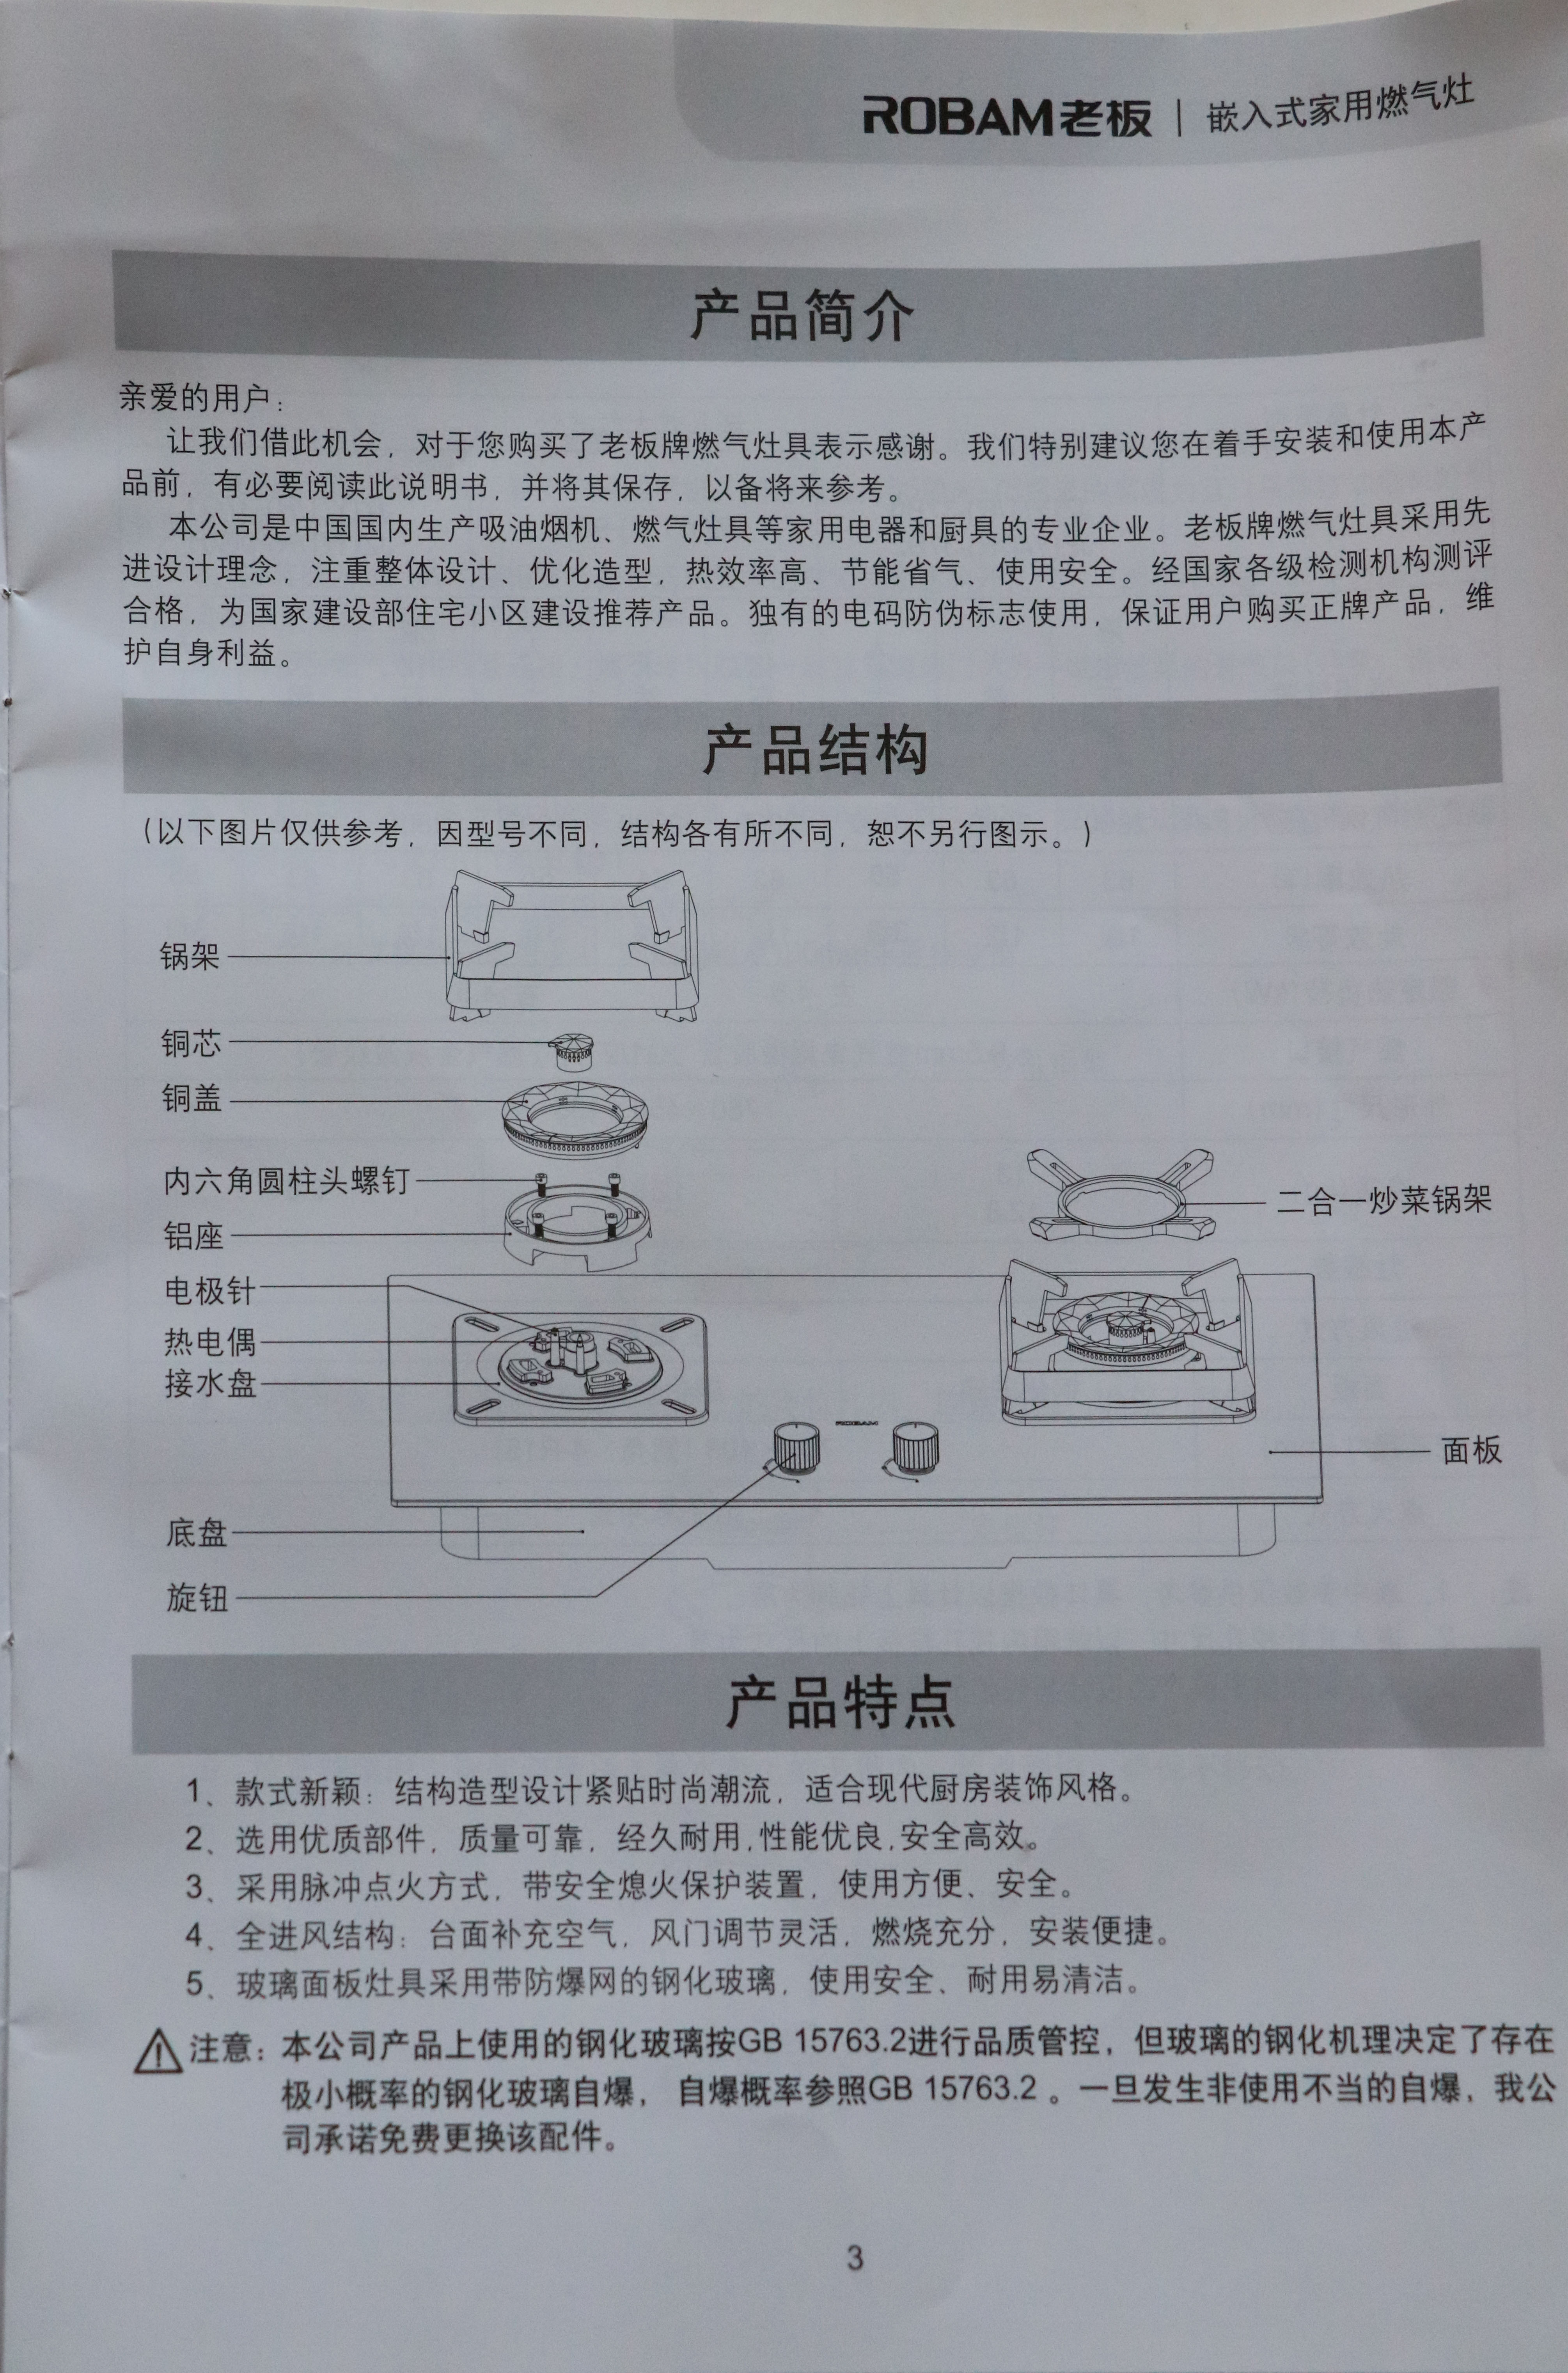 ROBAM老板 | 嵌入式家用燃气灶
产品简介
亲爱的用户:
让我们借此机会，对于您购买了老板牌燃气灶具表示感谢。我们特别建议您在着手安装和使用本产
品前，有必要阅读此说明书，并将其保存，以备将来参考。
本公司是中国国内生产吸油烟机、燃气灶具等家用电器和厨具的专业企业。老板牌燃气灶具采用先
进设计理念，注重整体设计、优化造型，热效率高、节能省气、使用安全。经国家各级检测机构测评
合格，为国家建设部住宅小区建设推荐产品。独有的电码防伪标志使用，保证用户购买正牌产品，维
护自身利益。
产品结构
(以下图片仅供参考，因型号不同，结构各有所不同，恕不另行图示。)
锅架
铜芯
铜盖
内六角圆柱头螺钉
二合一炒菜锅架
铝座
电极针
热电偶
接水盘
ROBAM
面板
底盘
旋钮
产品特点
1、款式新颖: 结构造型设计紧贴时尚潮流，适合现代厨房装饰风格。
2、选用优质部件，质量可靠，经久耐用,性能优良,安全高效。
3、采用脉冲点火方式，带安全熄火保护装置，使用方便、安全。
4、全进风结构: 台面补充空气，风门调节灵活，燃烧充分，安装便捷。
5、玻璃面板灶具采用带防爆网的钢化玻璃，使用安全、耐用易清洁。
注意: 本公司产品上使用的钢化玻璃按GB 15763.2进行品质管控，但玻璃的钢化机理决定了存在
极小概率的钢化玻璃自爆， 自爆概率参照GB 15763.2 。一旦发生非使用不当的自爆，我公
司承诺免费更换该配件。
3